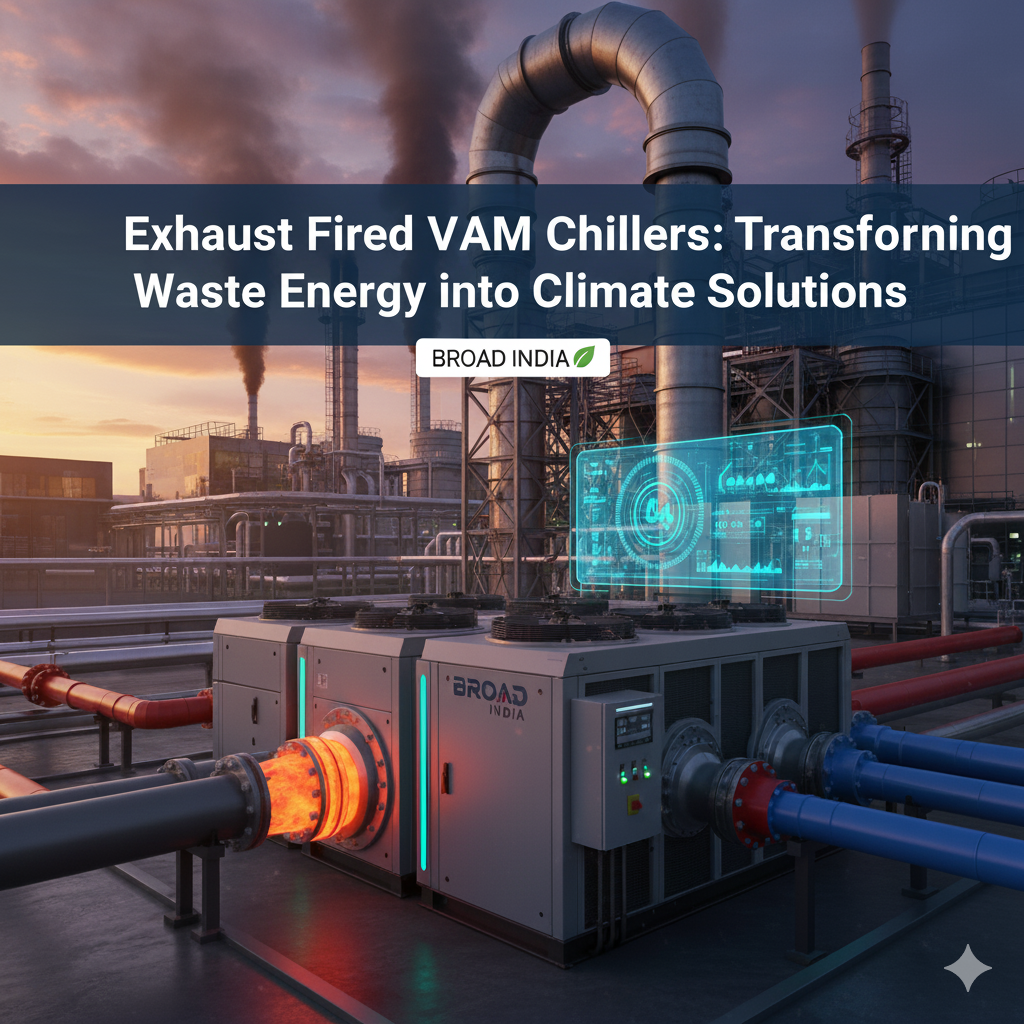 Exhaust Fired VAM Chillers: Transforning
Waste Energy into Climate Solutions
BROAD INDIA
BROAD
INDIA